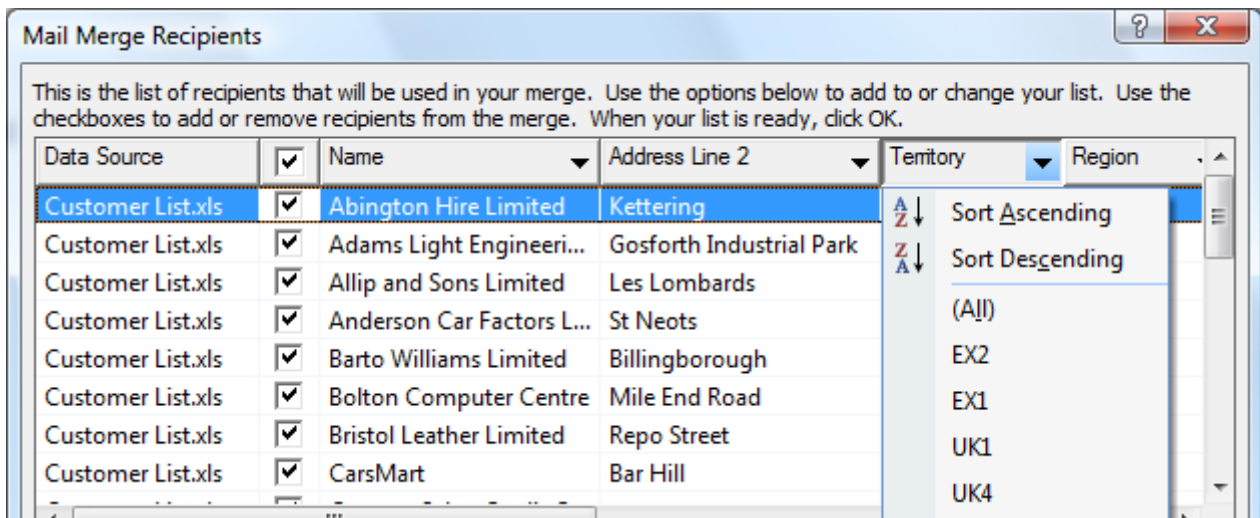 Mail Merge Recipients
This is the list of recipients that will be used in your merge. Use the options below to add to or change your list. Use the
checkboxes to add or remove recipients from the merge. When your list is ready, click OK.
Data Source Name Address Line 2 Territory Region
Customer List.xls Abington Hire Limited Kettering
Customer List.xls Adams Light Engineeri... Gosforth Industrial Park
Customer List.xls Allip and Sons Limited Les Lombards
Customer List.xls Anderson Car Factors L... St Neots
Customer List.xls Barto Williams Limited Billingborough
Customer List.xls Bolton Computer Centre Mile End Road
Customer List.xls Bristol Leather Limited Repo Street
Customer List.xls CarsMart Bar Hill
Sort Ascending
Sort Descending
(All)
EX2
EX1
UK1
UK4